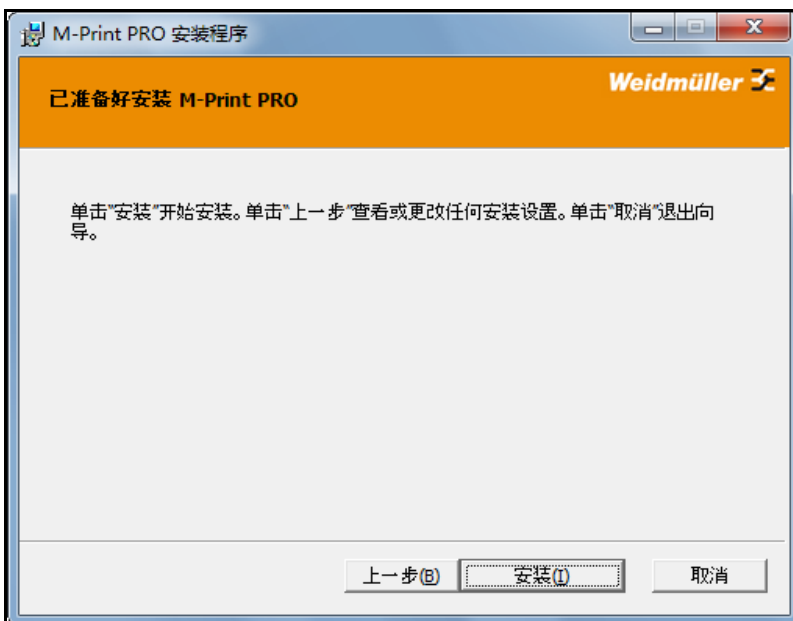 M-Print PRO 安装程序
Weidmüller
已准备好安装 M-Print PRO
单击"安装"开始安装。单击"上一步"查看或更改任何安装设置。单击"取消"退出向
导。
上一步(B) 安装(I) 取消